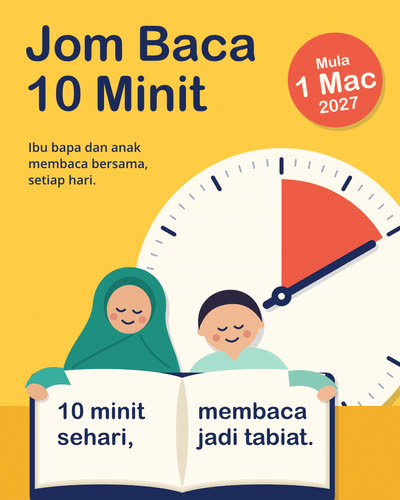 Jom Baca
10 Minit
Mula
1 Mac
2027
Ibu bapa dan anak
membaca bersama,
setiap hari.
10 minit
sehari,
membaca
jadi tabiat.